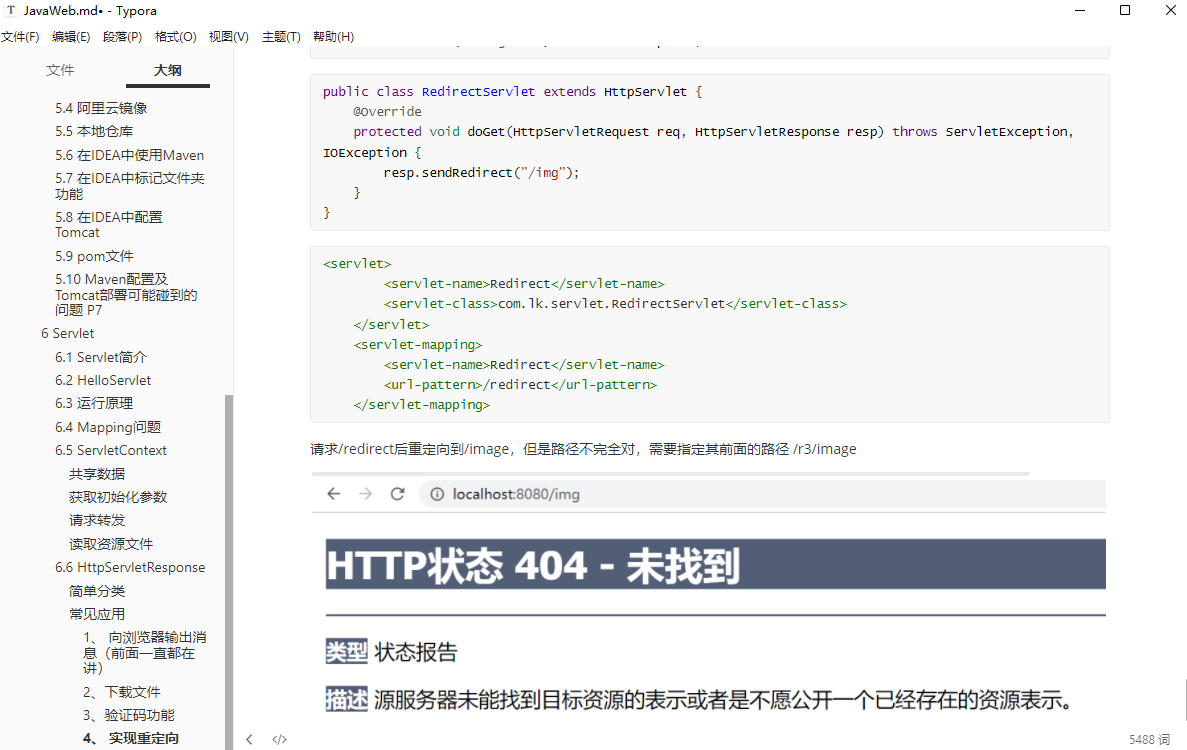 JavaWeb.md• - Typora
文件(F) 编辑(E) 段落(P) 格式(O) 视图(V) 主题(T) 帮助(H)
文件 大纲
5.4 阿里云镜像
5.5 本地仓库
5.6 在IDEA中使用Maven
5.7 在IDEA中标记文件夹
功能
5.8 在IDEA中配置
Tomcat
5.9 pom文件
5.10 Maven配置及
Tomcat部署可能碰到的
问题 P7
6 Servlet
6.1 Servlet简介
6.2 HelloServlet
6.3 运行原理
6.4 Mapping问题
6.5 ServletContext
共享数据
获取初始化参数
请求转发
读取资源文件
6.6 HttpServletResponse
简单分类
常见应用
1、 向浏览器输出消
息（前面一直都在
讲）
2、下载文件
3、验证码功能
4、 实现重定向
public class RedirectServlet extends HttpServlet {
    @Override
    protected void doGet(HttpServletRequest req, HttpServletResponse resp) throws ServletException,
IOException {
        resp.sendRedirect("/img");
    }
}
<servlet>
        <servlet-name>Redirect</servlet-name>
        <servlet-class>com.lk.servlet.RedirectServlet</servlet-class>
    </servlet>
    <servlet-mapping>
        <servlet-name>Redirect</servlet-name>
        <url-pattern>/redirect</url-pattern>
    </servlet-mapping>
请求/redirect后重定向到/image，但是路径不完全对，需要指定其前面的路径 /r3/image
localhost:8080/img
HTTP状态 404 - 未找到
类型 状态报告
描述 源服务器未能找到目标资源的表示或者是不愿公开一个已经存在的资源表示。
5488 词